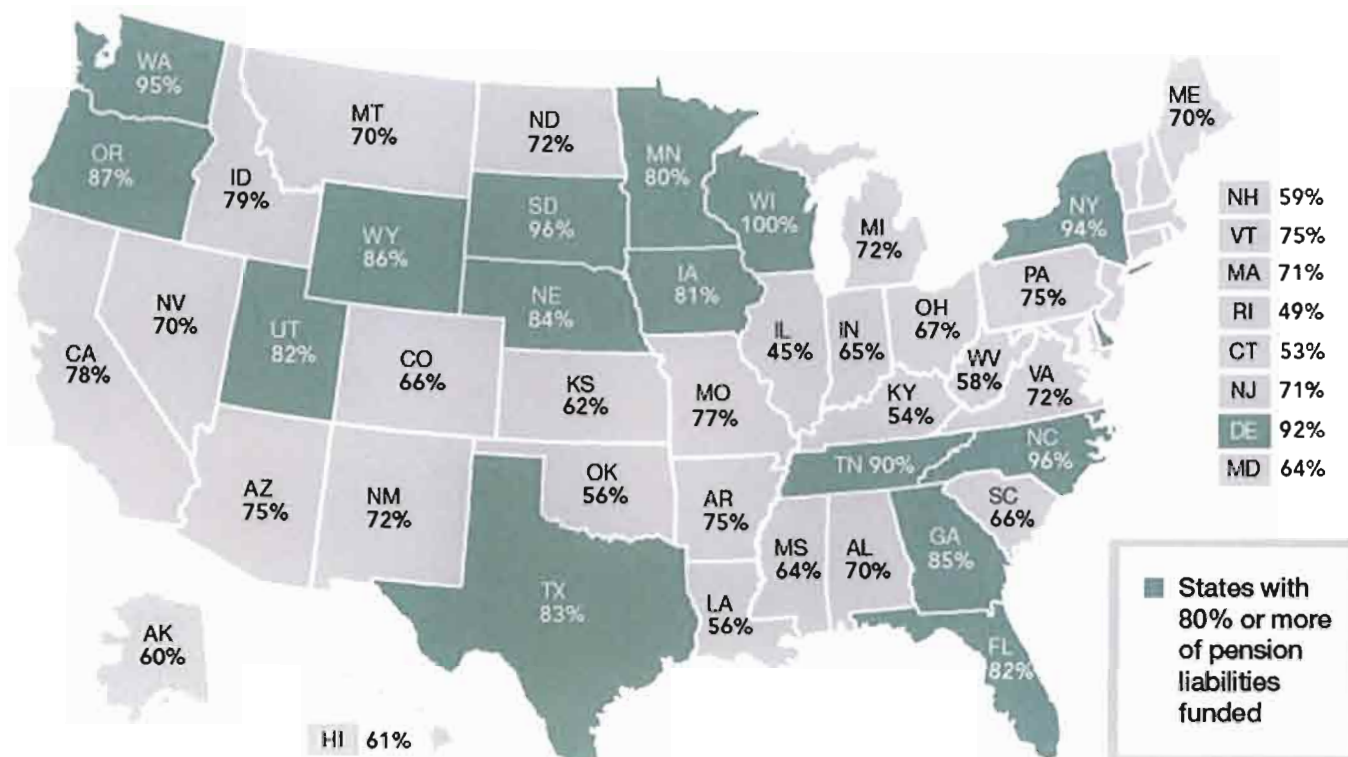 WA
95%
MT
70%
ND
72%
ME
70%
OR
87%
ID
79%
MN
80%
SD
96%
WI
100%
WY
86%
MI
72%
NY
94%
NH 59%
VT 75%
MA 71%
RI 49%
CT 53%
NJ 71%
DE 92%
MD 64%
NV
70%
UT
82%
NE
84%
IA
81%
PA
75%
CA
78%
CO
66%
KS
62%
MO
77%
IL
45%
IN
65%
OH
67%
WV
58%
VA
72%
KY
54%
AZ
75%
NM
72%
OK
56%
AR
75%
TN 90%
NC
96%
SC
66%
TX
83%
LA
56%
MS
64%
AL
70%
GA
85%
FL
82%
AK
60%
HI 61%
States with
80% or more
of pension
liabilities
funded